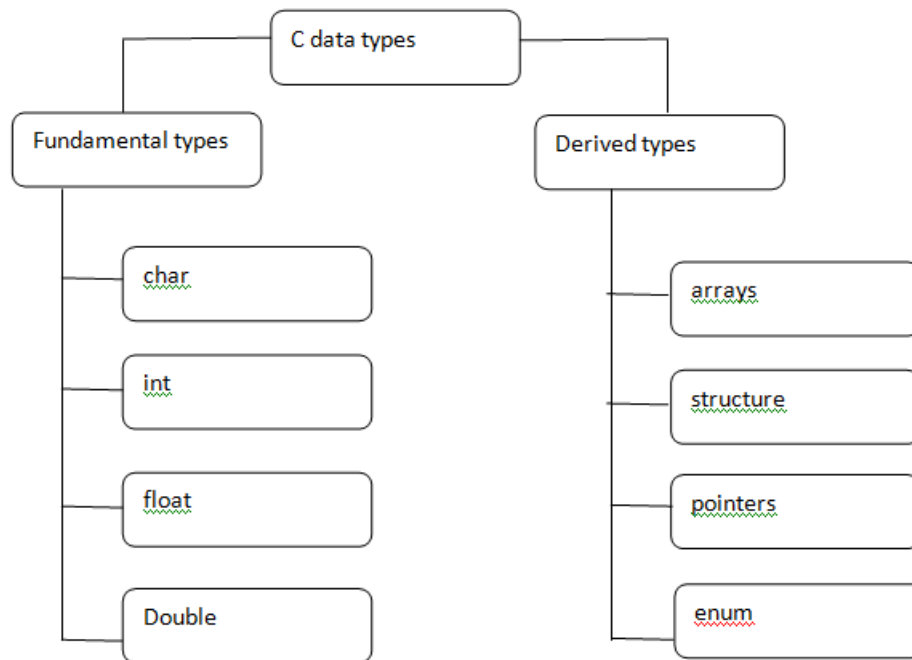 C data types
Fundamental types
char
int
float
Double
Derived types
arrays
structure
pointers
enum